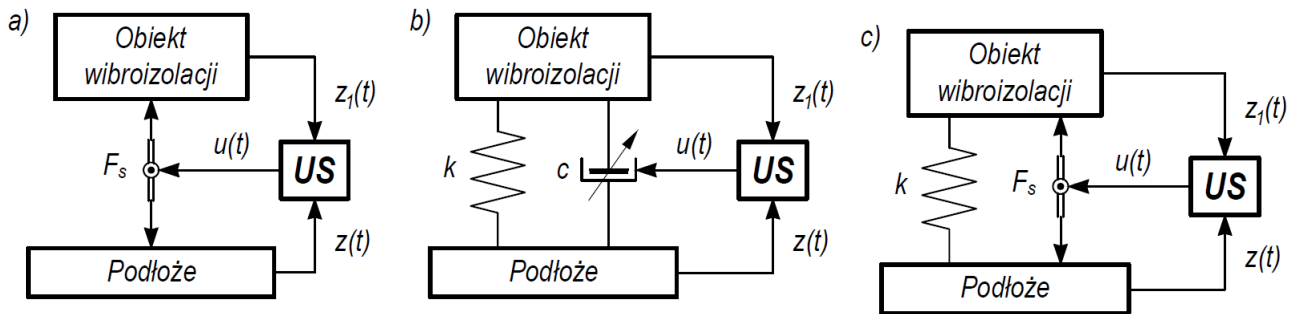 a)
Obiekt
wibroizolacji
z₁(t)
u(t)
Fₛ
US
z(t)
Podłoże
b)
Obiekt
wibroizolacji
z₁(t)
u(t)
k
c
US
z(t)
Podłoże
c)
Obiekt
wibroizolacji
z₁(t)
u(t)
k
Fₛ
US
z(t)
Podłoże